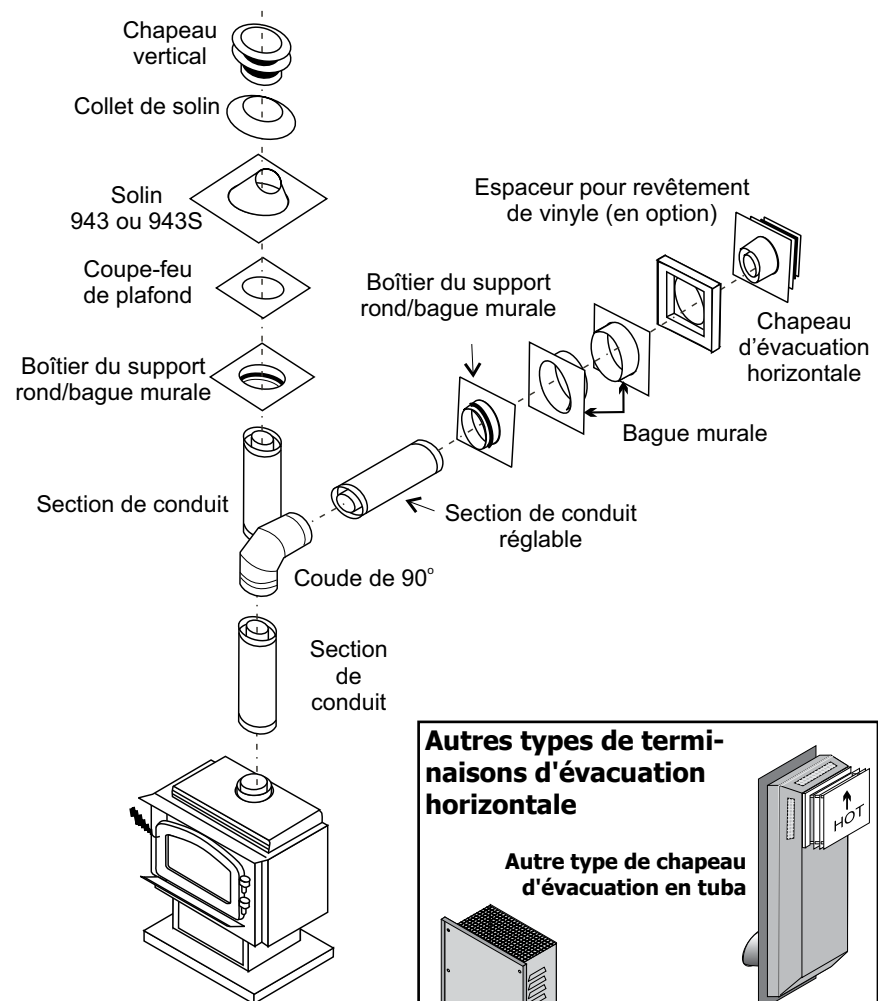 Chapeau
vertical
Collet de solin
Solin
943 ou 943S
Coupe-feu
de plafond
Boîtier du support
rond/bague murale
Section de conduit
Coude de 90°
Section
de
conduit
Espaceur pour revêtement
de vinyle (en option)
Boîtier du support
rond/bague murale
Chapeau
d'évacuation
horizontale
Bague murale
Section de conduit
réglable
Autres types de termi-
naisons d'évacuation
horizontale
HOT
Autre type de chapeau
d'évacuation en tuba